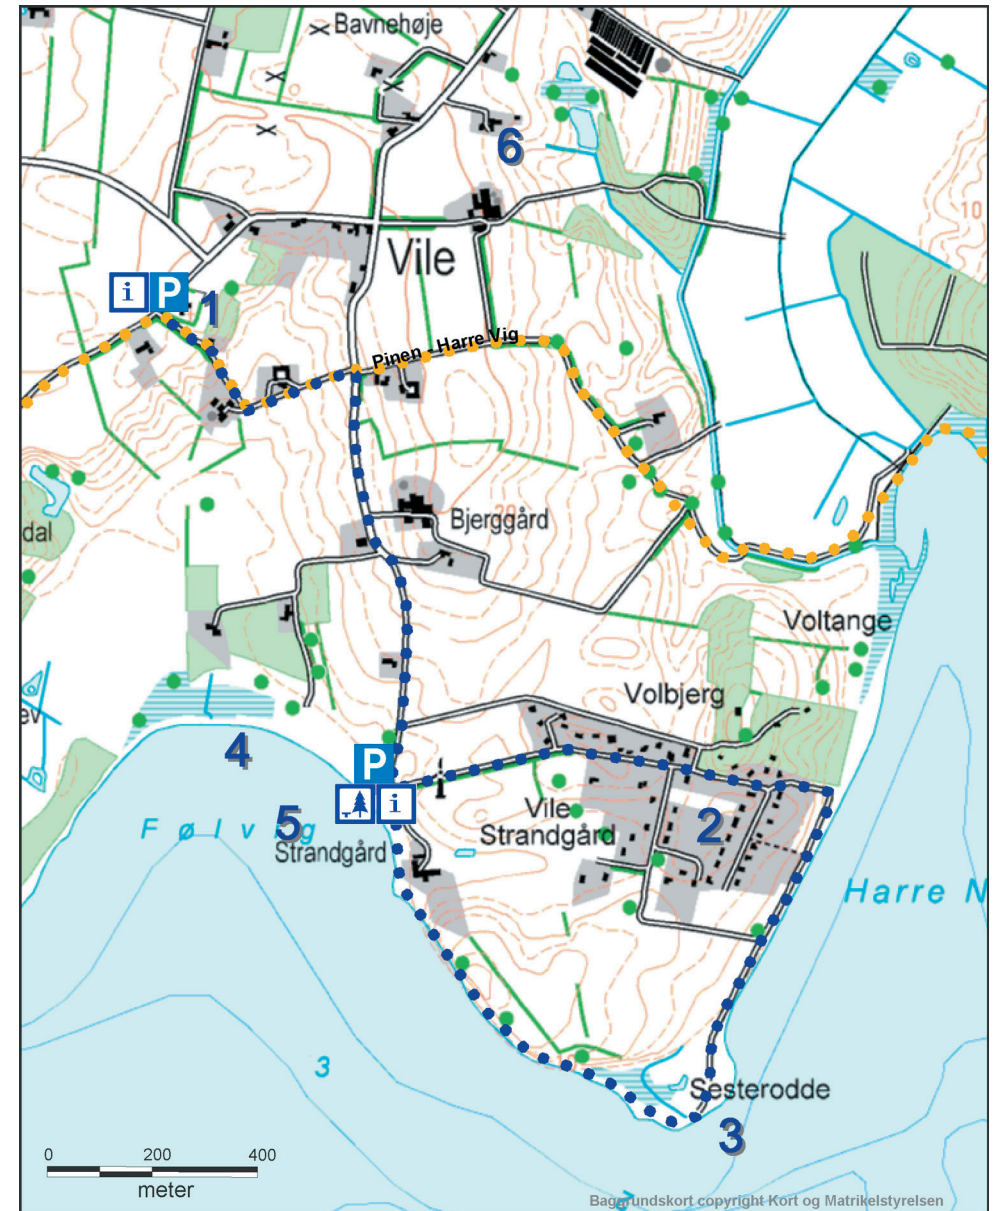 Bavnehøje
6
10
Vile
i P
1
Pinen - Harre Vig
20
Bjerggård
dal
Voltange
Volbjerg
ev
4
P
i
Vile
Strandgård
2
5
Følvig
Strandgård
Harre N
3
Sesterodde
3
0 200 400
meter
Baggrundskort copyright Kort og Matrikelstyrelsen